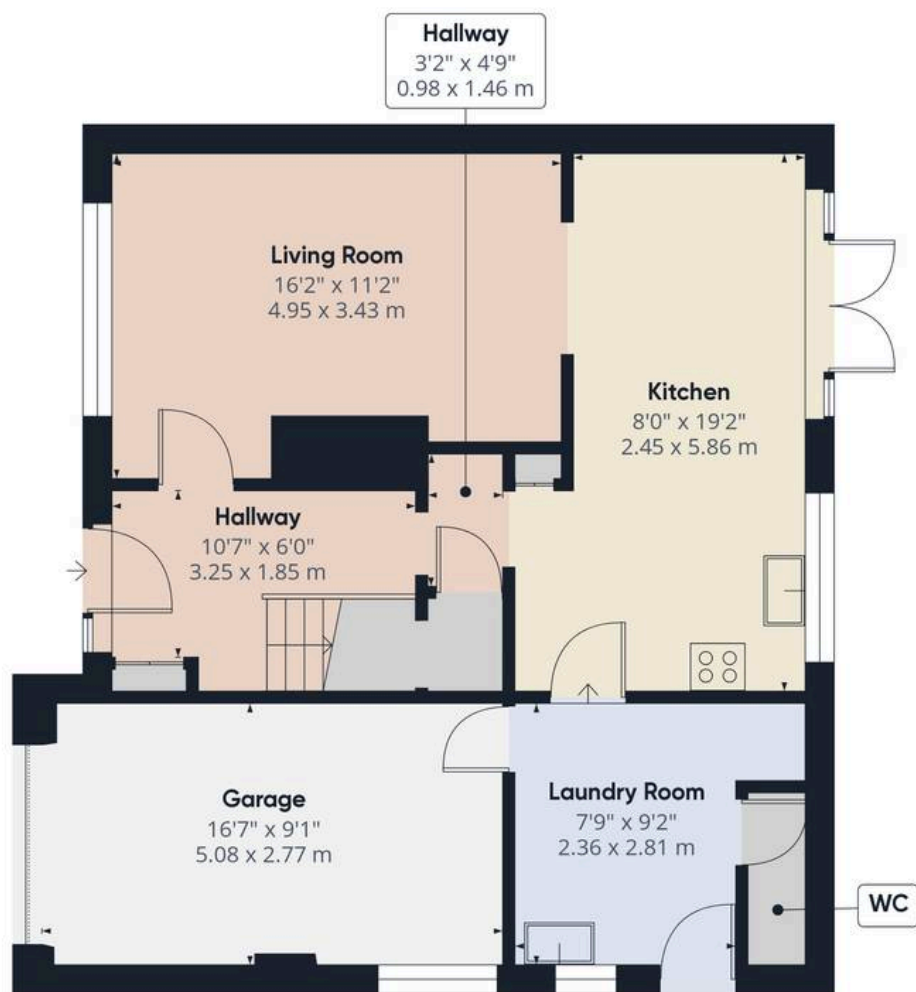 Hallway
3'2" x 4'9"
0.98 x 1.46 m
Living Room
16'2" x 11'2"
4.95 x 3.43 m
Kitchen
8'0" x 19'2"
2.45 x 5.86 m
Hallway
10'7" x 6'0"
3.25 x 1.85 m
Garage
16'7" x 9'1"
5.08 x 2.77 m
Laundry Room
7'9" x 9'2"
2.36 x 2.81 m
WC